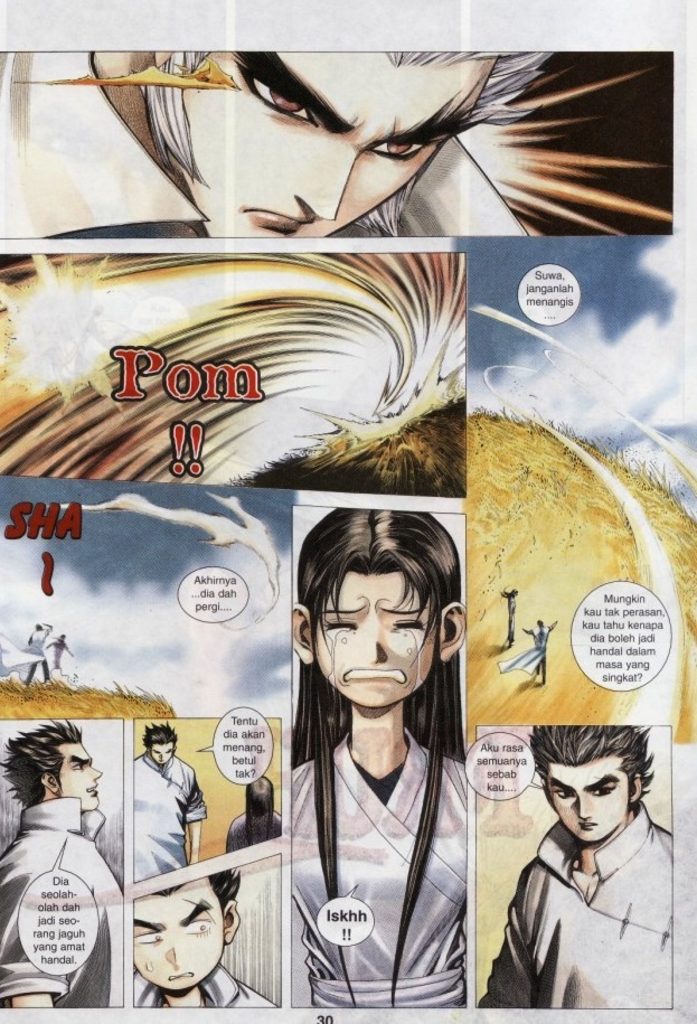 Pom
!!
Suwa,
janganlah
menangis
....
SHA
Akhirnya
...dia dah
pergi....
Mungkin
kau tak perasan,
kau tahu kenapa
dia boleh jadi
handal dalam
masa yang
singkat?
Dia
seolah-
olah dah
jadi seo-
rang jaguh
yang amat
handal.
Tentu
dia akan
menang,
betul
tak?
Iskhh
!!
Aku rasa
semuanya
sebab
kau....
30